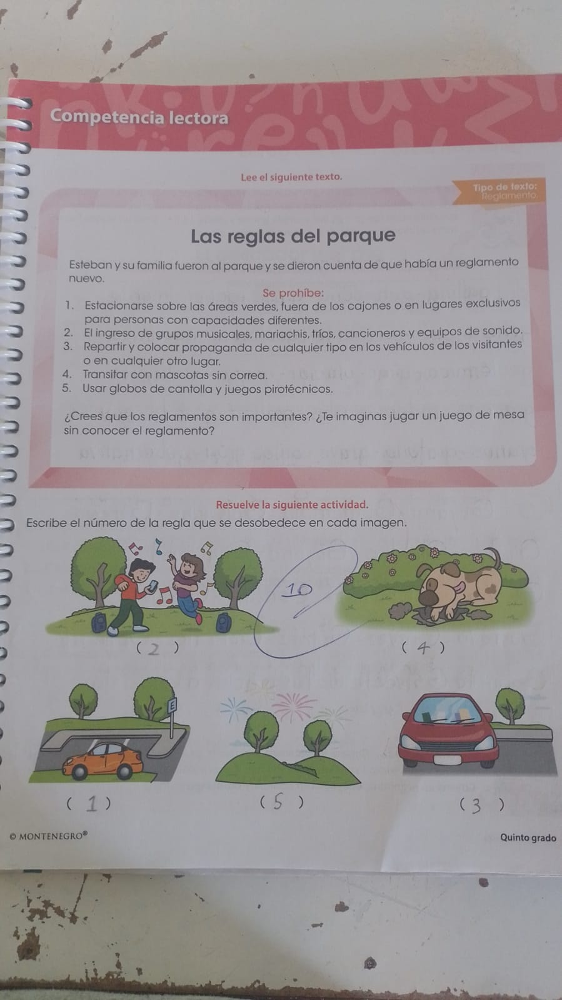 Competencia lectora
Lee el siguiente texto.
Tipo de texto:
Reglamento.
Las reglas del parque
Esteban y su familia fueron al parque y se dieron cuenta de que había un reglamento
nuevo.
Se prohíbe:
1. Estacionarse sobre las áreas verdes, fuera de los cajones o en lugares exclusivos
para personas con capacidades diferentes.
2. El ingreso de grupos musicales, mariachis, tríos, cancioneros y equipos de sonido.
3. Repartir y colocar propaganda de cualquier tipo en los vehículos de los visitantes
o en cualquier otro lugar.
4. Transitar con mascotas sin correa.
5. Usar globos de cantolla y juegos pirotécnicos.
¿Crees que los reglamentos son importantes? ¿Te imaginas jugar un juego de mesa
sin conocer el reglamento?
Resuelve la siguiente actividad.
Escribe el número de la regla que se desobedece en cada imagen.
10
( 2 ) ( 4 )
E
( 1 ) ( 5 ) ( 3 )
© MONTENEGRO® Quinto grado